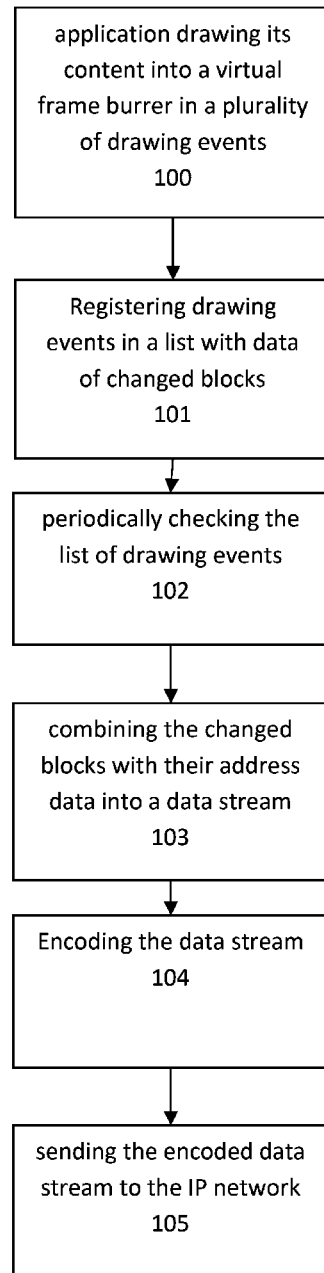 application drawing its
content into a virtual
frame burrer in a plurality
of drawing events
100
Registering drawing
events in a list with data
of changed blocks
101
periodically checking the
list of drawing events
102
combining the changed
blocks with their address
data into a data stream
103
Encoding the data stream
104
sending the encoded data
stream to the IP network
105